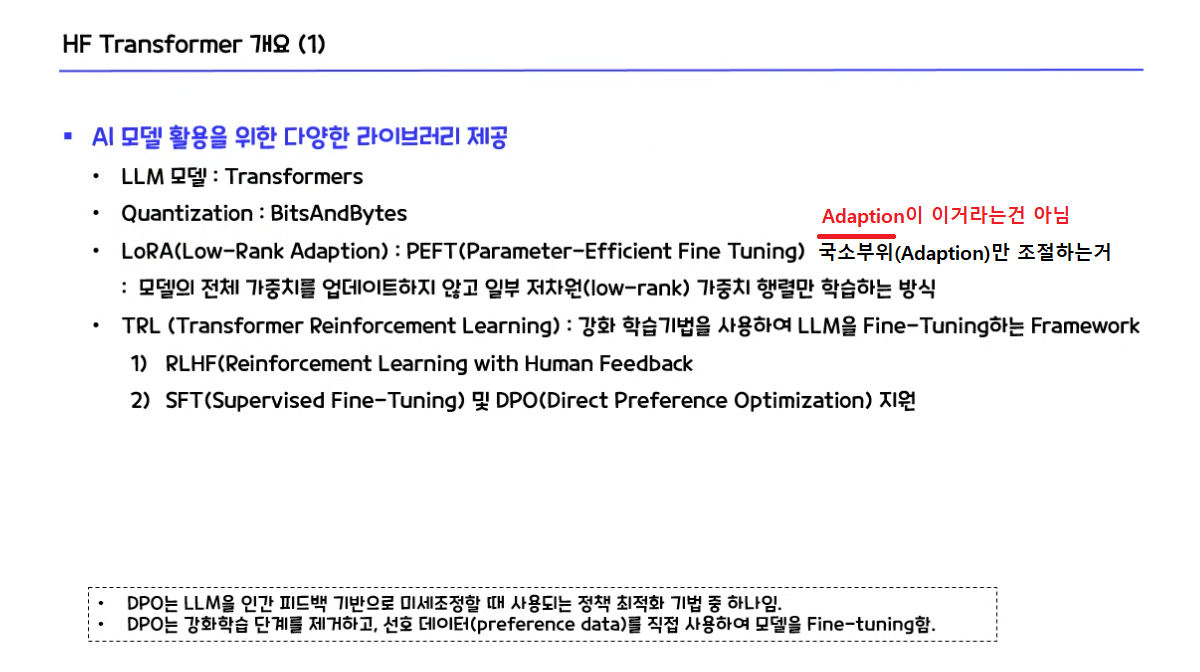 HF Transformer 개요 (1)
▪ AI 모델 활용을 위한 다양한 라이브러리 제공
• LLM 모델 : Transformers
• Quantization : BitsAndBytes
Adaption이 이거라는건 아님
• LoRA(Low-Rank Adaption) : PEFT(Parameter-Efficient Fine Tuning) 국소부위(Adaption)만 조절하는거
: 모델의 전체 가중치를 업데이트하지 않고 일부 저차원(low-rank) 가중치 행렬만 학습하는 방식
• TRL (Transformer Reinforcement Learning) : 강화 학습기법을 사용하여 LLM을 Fine-Tuning하는 Framework
1) RLHF(Reinforcement Learning with Human Feedback
2) SFT(Supervised Fine-Tuning) 및 DPO(Direct Preference Optimization) 지원
• DPO는 LLM을 인간 피드백 기반으로 미세조정할 때 사용되는 정책 최적화 기법 중 하나임.
• DPO는 강화학습 단계를 제거하고, 선호 데이터(preference data)를 직접 사용하여 모델을 Fine-tuning함.